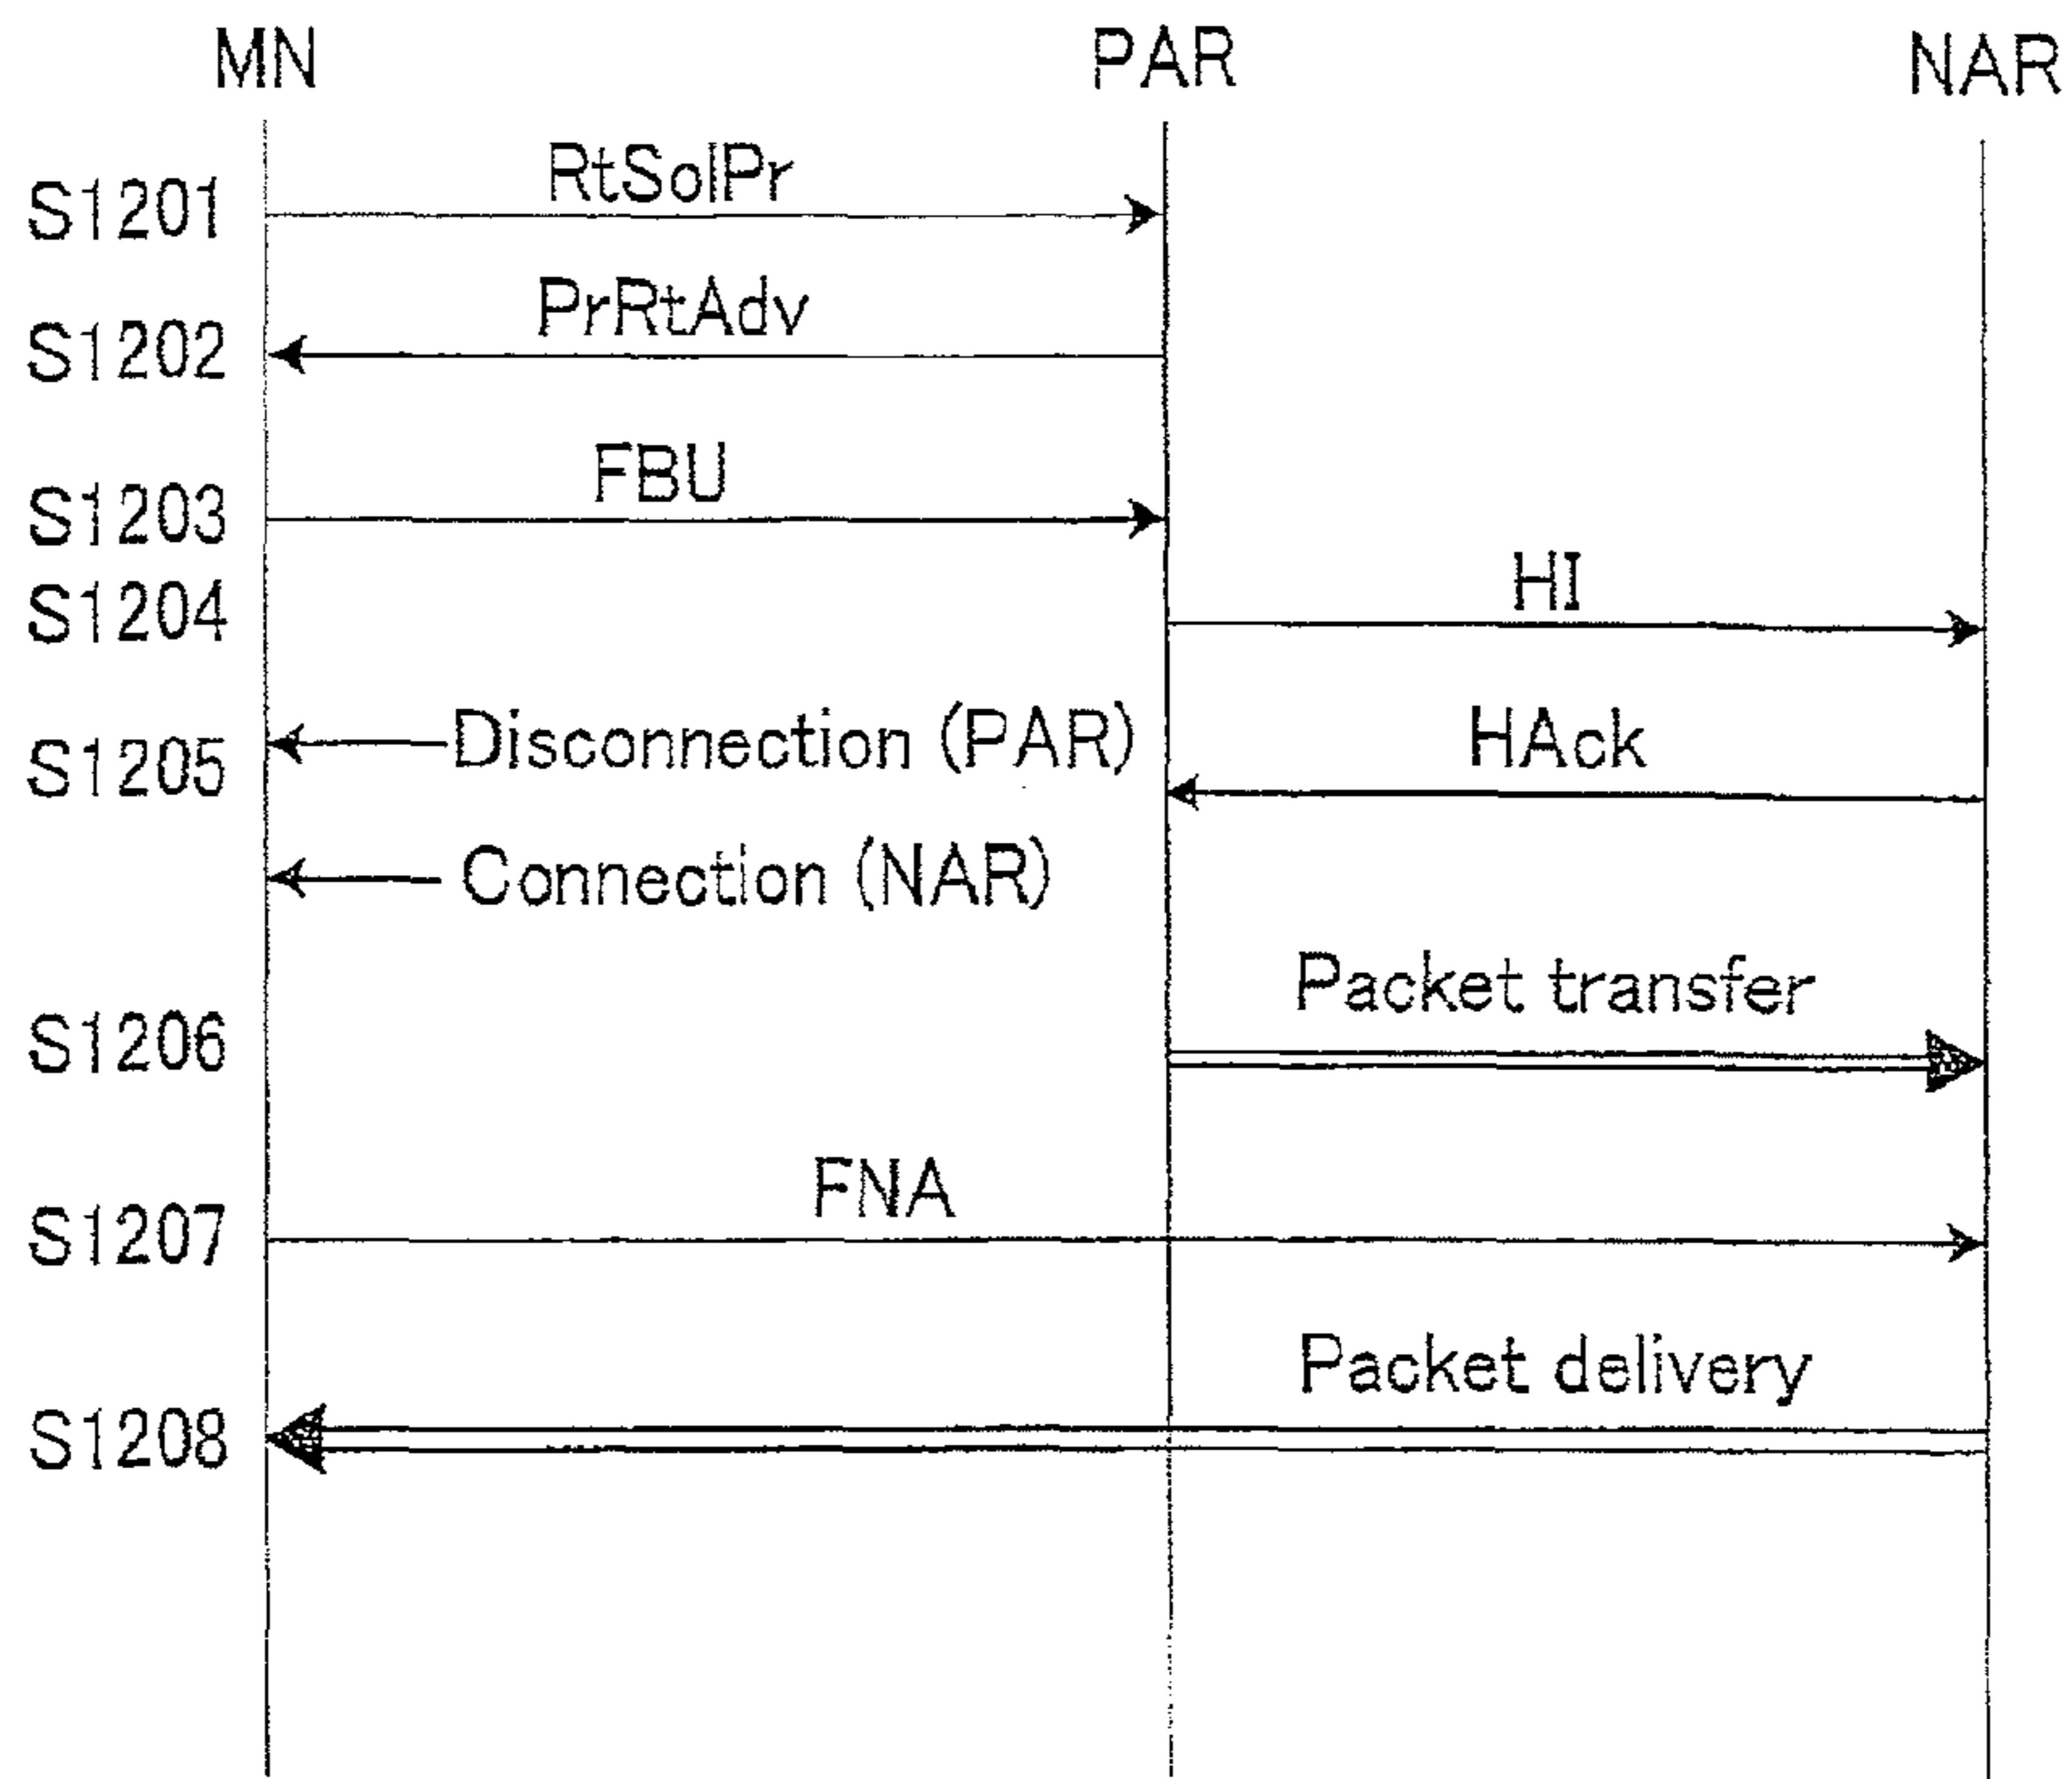 MN PAR NAR
RtSolPr
S1201
PrRtAdv
S1202
FBU
S1203
HI
S1204
Disconnection (PAR) HAck
S1205
Connection (NAR)
Packet transfer
S1206
FNA
S1207
Packet delivery
S1208